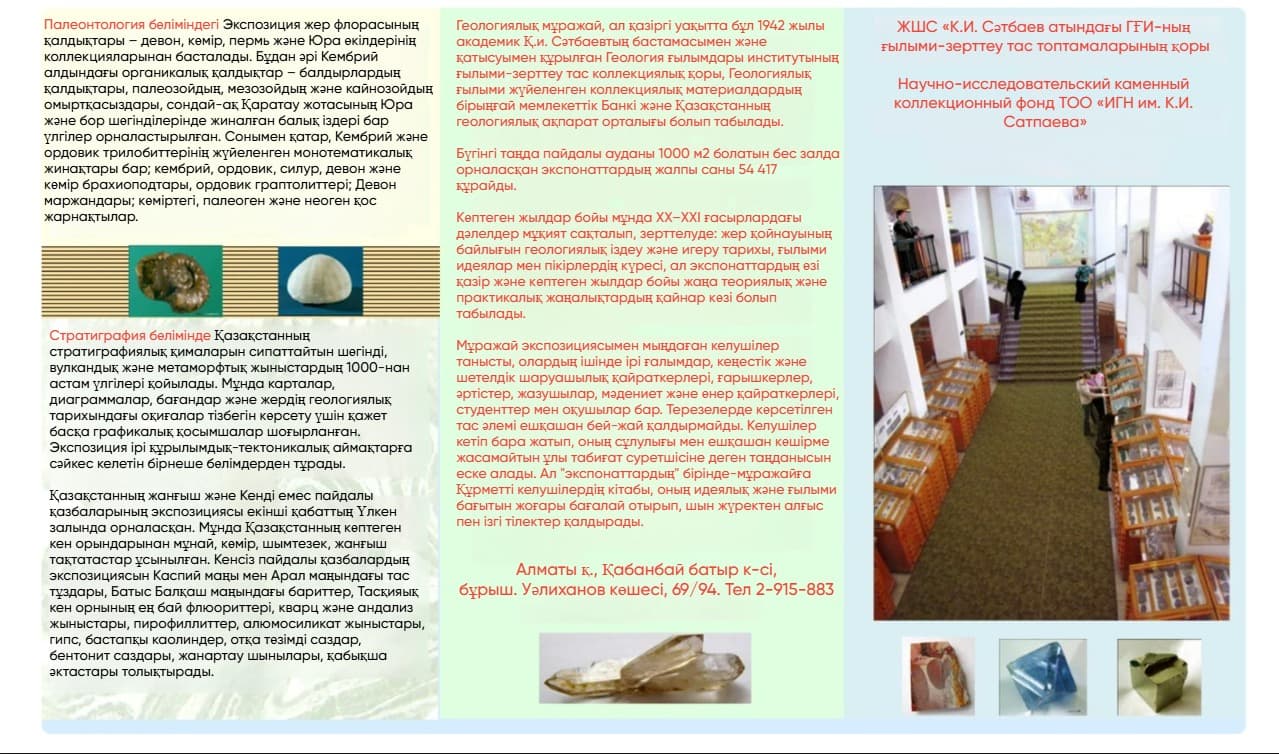 Палеонтология беліміндегі Экспозиция жер флорасының
қалдықтары – девон, көмір, пермь және Юра өкілдерінің
коллекцияларынан басталады. Бұдан әрі Кембрий
алдындағы органикалық қалдықтар – балдырлардың
қалдықтары, палеозойдың, мезозойдың және кайнозойдың
омыртқасыздары, сондай-ақ Қаратау жотасының Юра
және бор шөгінділерінде жиналған балық іздері бар
үлгілер орналастырылған. Сонымен қатар, Кембрий және
ордовик трилобиттерінің жүйеленген монотематикалық
жинақтары бар; кембрий, ордовик, силур, девон және
көмір брахиоподтары, ордовик граптолиттері; Девон
маржандары; көміртегі, палеоген және неоген қос
жарнақтылар.
Стратиграфия бөлімінде Қазақстанның
стратиграфиялық қималарын сипаттайтын шөгінді,
вулкандық және метаморфтық жыныстардың 1000-нан
астам үлгілері қойылады. Мұнда карталар,
диаграммалар, бағандар және жердің геологиялық
тарихындағы оқиғалар тізбегін көрсету үшін қажет
басқа графикалық қосымшалар шоғырланған.
Экспозиция ірі құрылымдық-тектоникалық аймақтарға
сәйкес келетін бірнеше бөлімдерден тұрады.
Қазақстанның жанғыш және Кенді емес пайдалы
қазбаларының экспозициясы екінші қабаттың Үлкен
залында орналасқан. Мұнда Қазақстанның көптеген
кен орындарынан мұнай, көмір, шымтезек, жанғыш
тақтатастар ұсынылған. Кенсіз пайдалы қазбалардың
экспозициясын Каспий маңы мен Арал маңындағы тас
тұздары, Батыс Балқаш маңындағы бариттер, Тасқияық
кен орнының ең бай флюориттері, кварц және андализ
жыныстары, пирофиллиттер, алюмосиликат жыныстары,
гипс, бастапқы каолиндер, отқа төзімді саздар,
бентонит саздары, жанартау шынылары, қабықша
әктастары толықтырады.
Геологиялық мұражай, ал қазіргі уақытта бұл 1942 жылы
академик Қ.и. Сәтбаевтың бастамасымен және
қатысуымен құрылған Геология ғылымдары институтының
ғылыми-зерттеу тас коллекциялық қоры, Геологиялық
ғылыми жүйеленген коллекциялық материалдардың
бірыңғай мемлекеттік Банкі және Қазақстанның
геологиялық ақпарат орталығы болып табылады.
Бүгінгі таңда пайдалы ауданы 1000 м2 болатын бес залда
орналасқан экспонаттардың жалпы саны 54 417
құрайды.
Көптеген жылдар бойы мұнда XX–XXI ғасырлардағы
дәлелдер мұқият сақталып, зерттелуде: жер қойнауының
байлығын геологиялық іздеу және игеру тарихы, ғылыми
идеялар мен пікірлердің күресі, ал экспонаттардың өзі
қазір және көптеген жылдар бойы жаңа теориялық және
практикалық жаңалықтардың қайнар көзі болып
табылады.
Мұражай экспозициясымен мыңдаған келушілер
танысты, олардың ішінде ірі ғалымдар, кеңестік және
шетелдік шаруашылық қайраткерлері, ғарышкерлер,
әртістер, жазушылар, мәдениет және өнер қайраткерлері,
студенттер мен оқушылар бар. Терезелерде көрсетілген
тас әлемі ешқашан бей-жай қалдырмайды. Келушілер
кетіп бара жатып, оның сұлулығы мен ешқашан көшірме
жасамайтын ұлы табиғат суретшісіне деген таңданысын
еске алады. Ал "экспонаттардың" бірінде-мұражайға
Құрметті келушілердің кітабы, оның идеялық және ғылыми
бағытын жоғары бағалай отырып, шын жүректен алғыс
пен ізгі тілектер қалдырады.
Алматы қ., Қабанбай батыр к-сі,
бұрыш. Уәлиханов көшесі, 69/94. Тел 2-915-883
ЖШС «К.И. Сәтбаев атындағы ГҒИ-ның
ғылыми-зерттеу тас топтамаларының қоры
Научно-исследовательский каменный
коллекционный фонд ТОО «ИГН им. К.И.
Сатпаева»